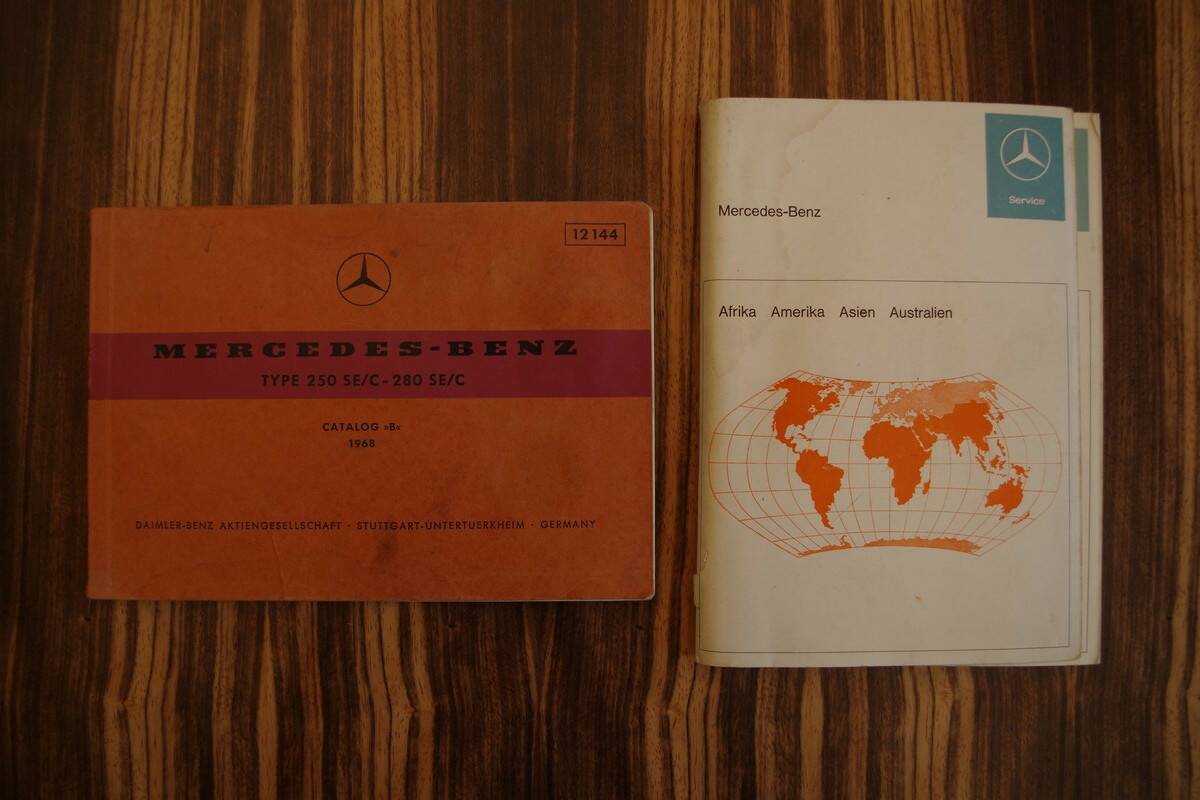 12144
MERCEDES-BENZ
TYPE 250 SE/C - 280 SE/C
CATALOG »B«
1968
DAIMLER-BENZ AKTIENGESELLSCHAFT · STUTTGART-UNTERTUERKHEIM · GERMANY
Service
Mercedes-Benz
Afrika Amerika Asien Australien